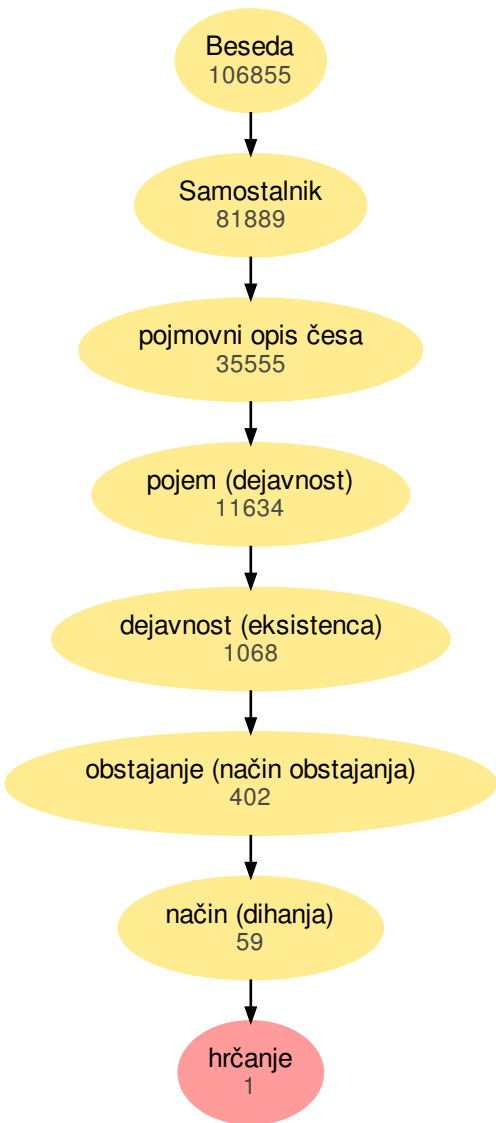 Beseda
106855
Samostalnik
81889
pojmovni opis česa
35555
pojem (dejavnost)
11634
dejavnost (eksistenca)
1068
obstajanje (način obstajanja)
402
način (dihanja)
59
hrčanje
1